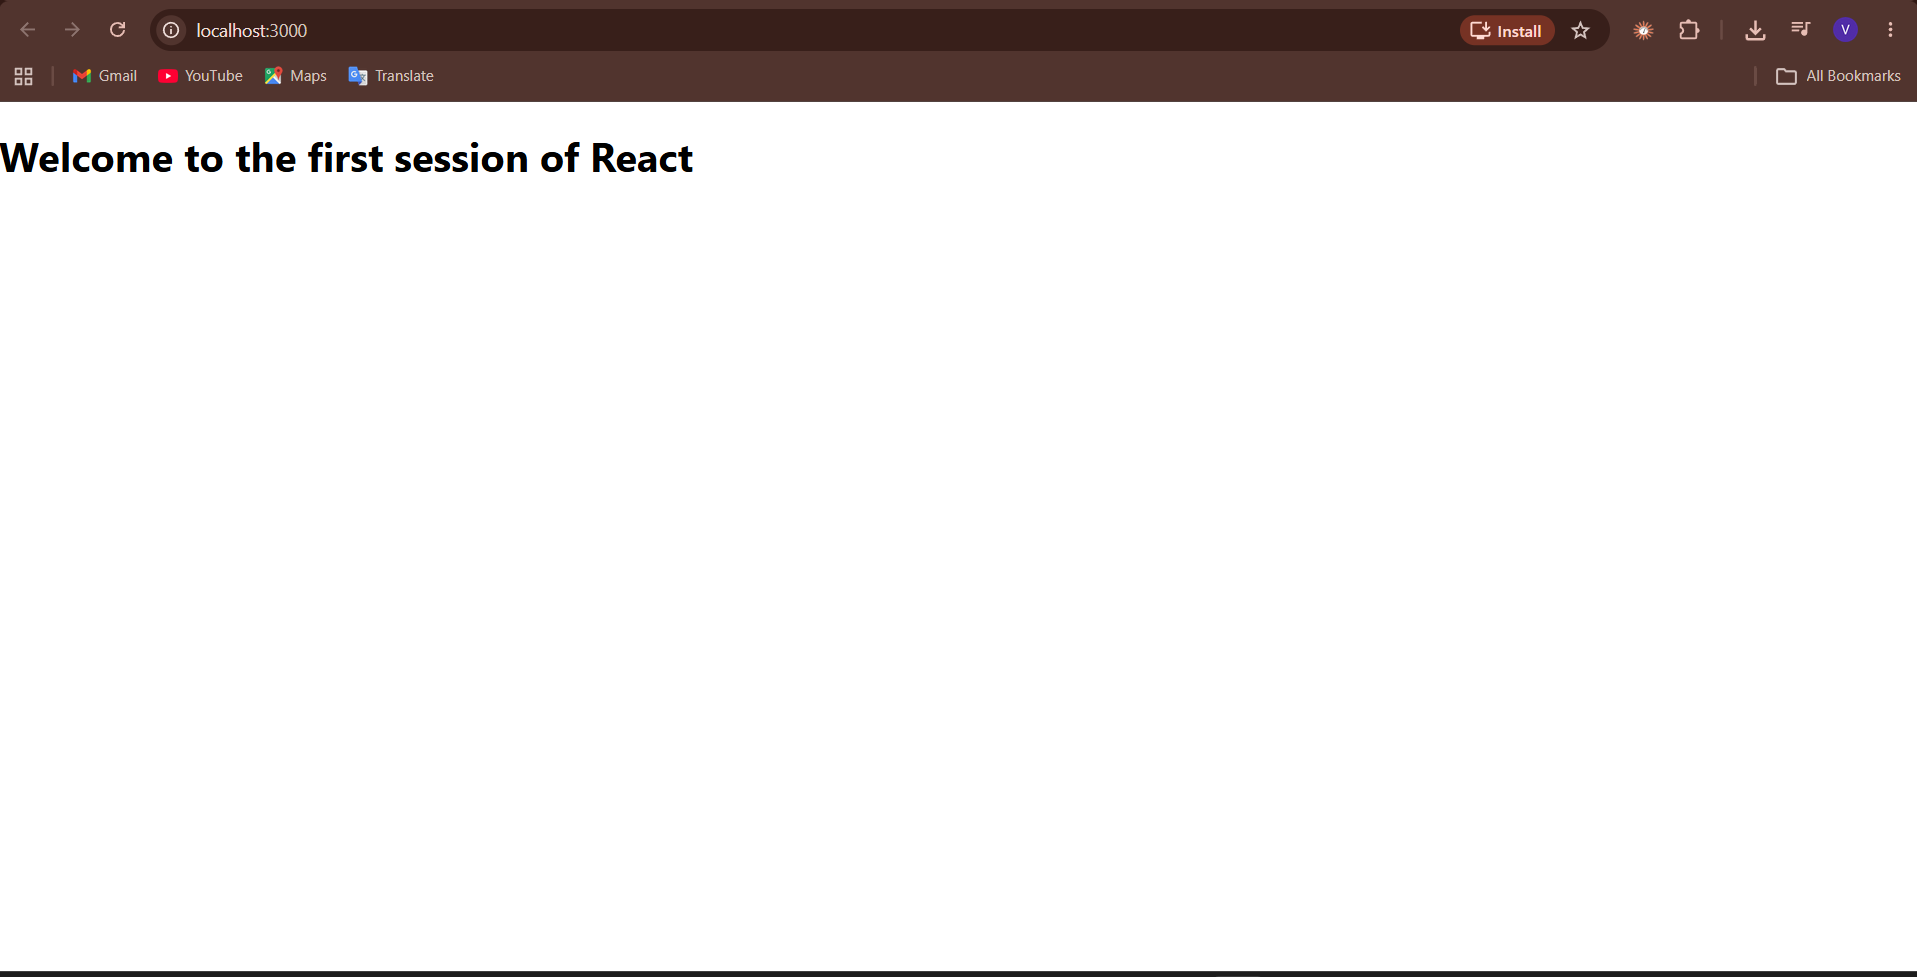 localhost:3000
Install
V
Gmail
YouTube
Maps
Translate
All Bookmarks
Welcome to the first session of React